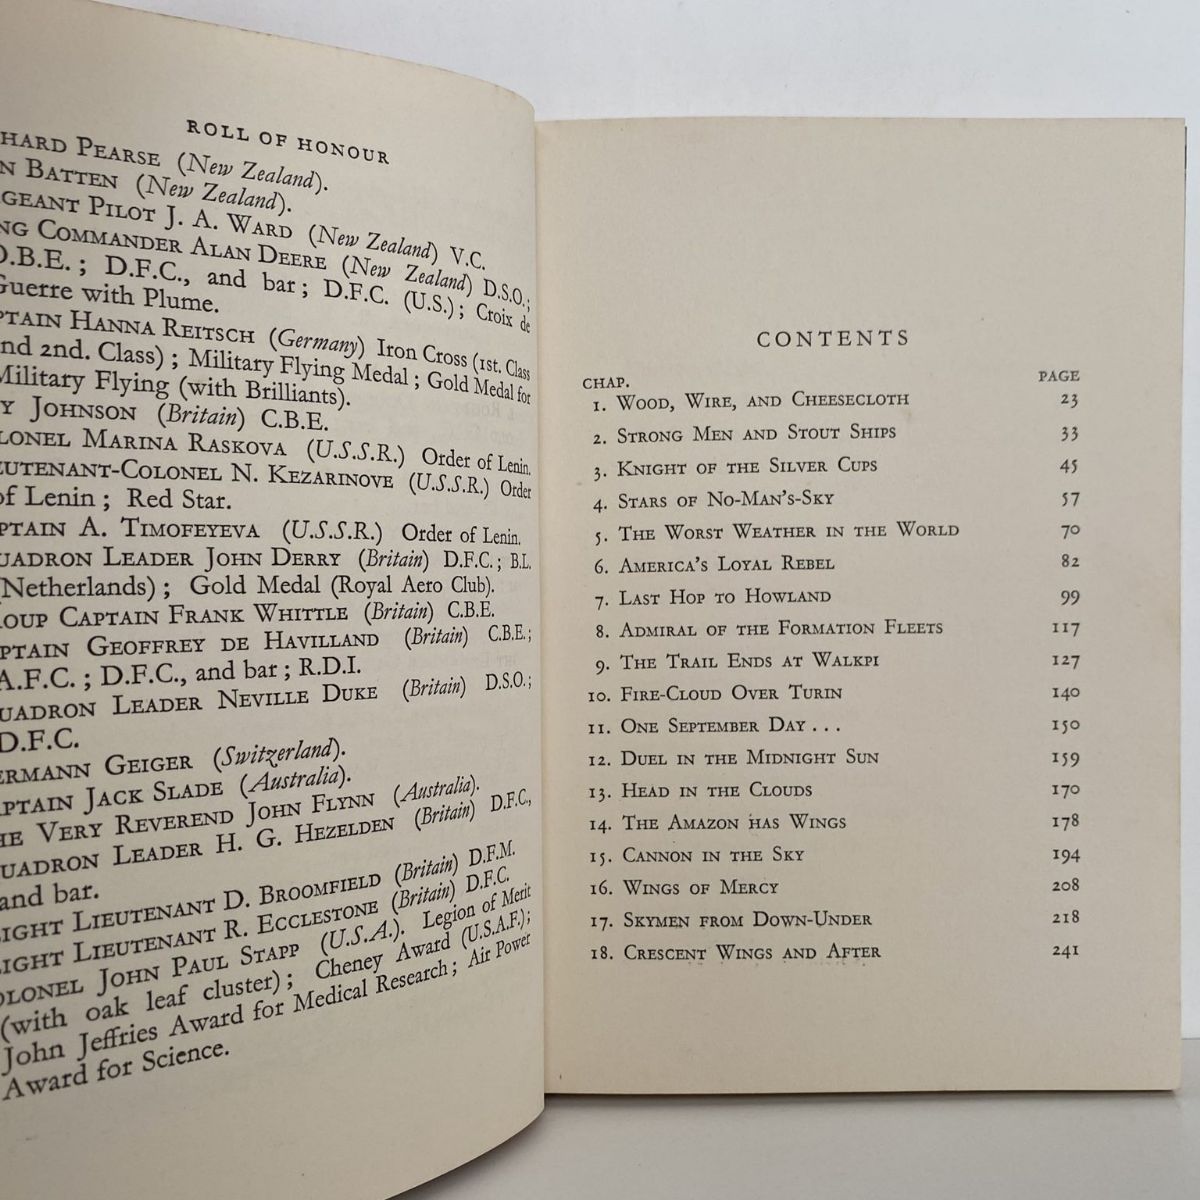 ROLL OF HONOUR
HARD PEARSE (New Zealand).
N BATTEN (New Zealand).
GEANT PILOT J. A. WARD (New Zealand) V.C.
NG COMMANDER ALAN DEERE (New Zealand) D.S.O.;
O.B.E.; D.F.C., and bar; D.F.C. (U.S.); Croix de
Guerre with Plume.
PTAIN HANNA REITSCH (Germany) Iron Cross (1st. Class
nd 2nd. Class); Military Flying Medal; Gold Medal for
Military Flying (with Brilliants).
Y JOHNSON (Britain) C.B.E.
LONEL MARINA RASKOVA (U.S.S.R.) Order of Lenin.
EUTENANT-COLONEL N. KEZARINOVE (U.S.S.R.) Order
of Lenin; Red Star.
PTAIN A. TIMOFEYEVA (U.S.S.R.) Order of Lenin.
UADRON LEADER JOHN DERRY (Britain) D.F.C.; B.L.
(Netherlands); Gold Medal (Royal Aero Club).
OUP CAPTAIN FRANK WHITTLE (Britain) C.B.E.
PTAIN GEOFFREY DE HAVILLAND (Britain) C.B.E.;
A.F.C.; D.F.C., and bar; R.D.I.
UADRON LEADER NEVILLE DUKE (Britain) D.S.O.;
D.F.C.
ERMANN GEIGER (Switzerland).
PTAIN JACK SLADE (Australia).
HE VERY REVEREND JOHN FLYNN (Australia).
UADRON LEADER H. G. HEZELDEN (Britain) D.F.C.,
and bar.
IGHT LIEUTENANT D. BROOMFIELD (Britain) D.F.M.
IGHT LIEUTENANT R. ECCLESTONE (Britain) D.F.C.
OLONEL JOHN PAUL STAPP (U.S.A.). Legion of Merit
(with oak leaf cluster); Cheney Award (U.S.A.F.);
John Jeffries Award for Medical Research; Air Power
Award for Science.
CONTENTS
CHAP. PAGE
1. WOOD, WIRE, AND CHEESECLOTH 23
2. STRONG MEN AND STOUT SHIPS 33
3. KNIGHT OF THE SILVER CUPS 45
4. STARS OF NO-MAN'S-SKY 57
5. THE WORST WEATHER IN THE WORLD 70
6. AMERICA'S LOYAL REBEL 82
7. LAST HOP TO HOWLAND 99
8. ADMIRAL OF THE FORMATION FLEETS 117
9. THE TRAIL ENDS AT WALKPI 127
10. FIRE-CLOUD OVER TURIN 140
11. ONE SEPTEMBER DAY... 150
12. DUEL IN THE MIDNIGHT SUN 159
13. HEAD IN THE CLOUDS 170
14. THE AMAZON HAS WINGS 178
15. CANNON IN THE SKY 194
16. WINGS OF MERCY 208
17. SKYMEN FROM DOWN-UNDER 218
18. CRESCENT WINGS AND AFTER 241